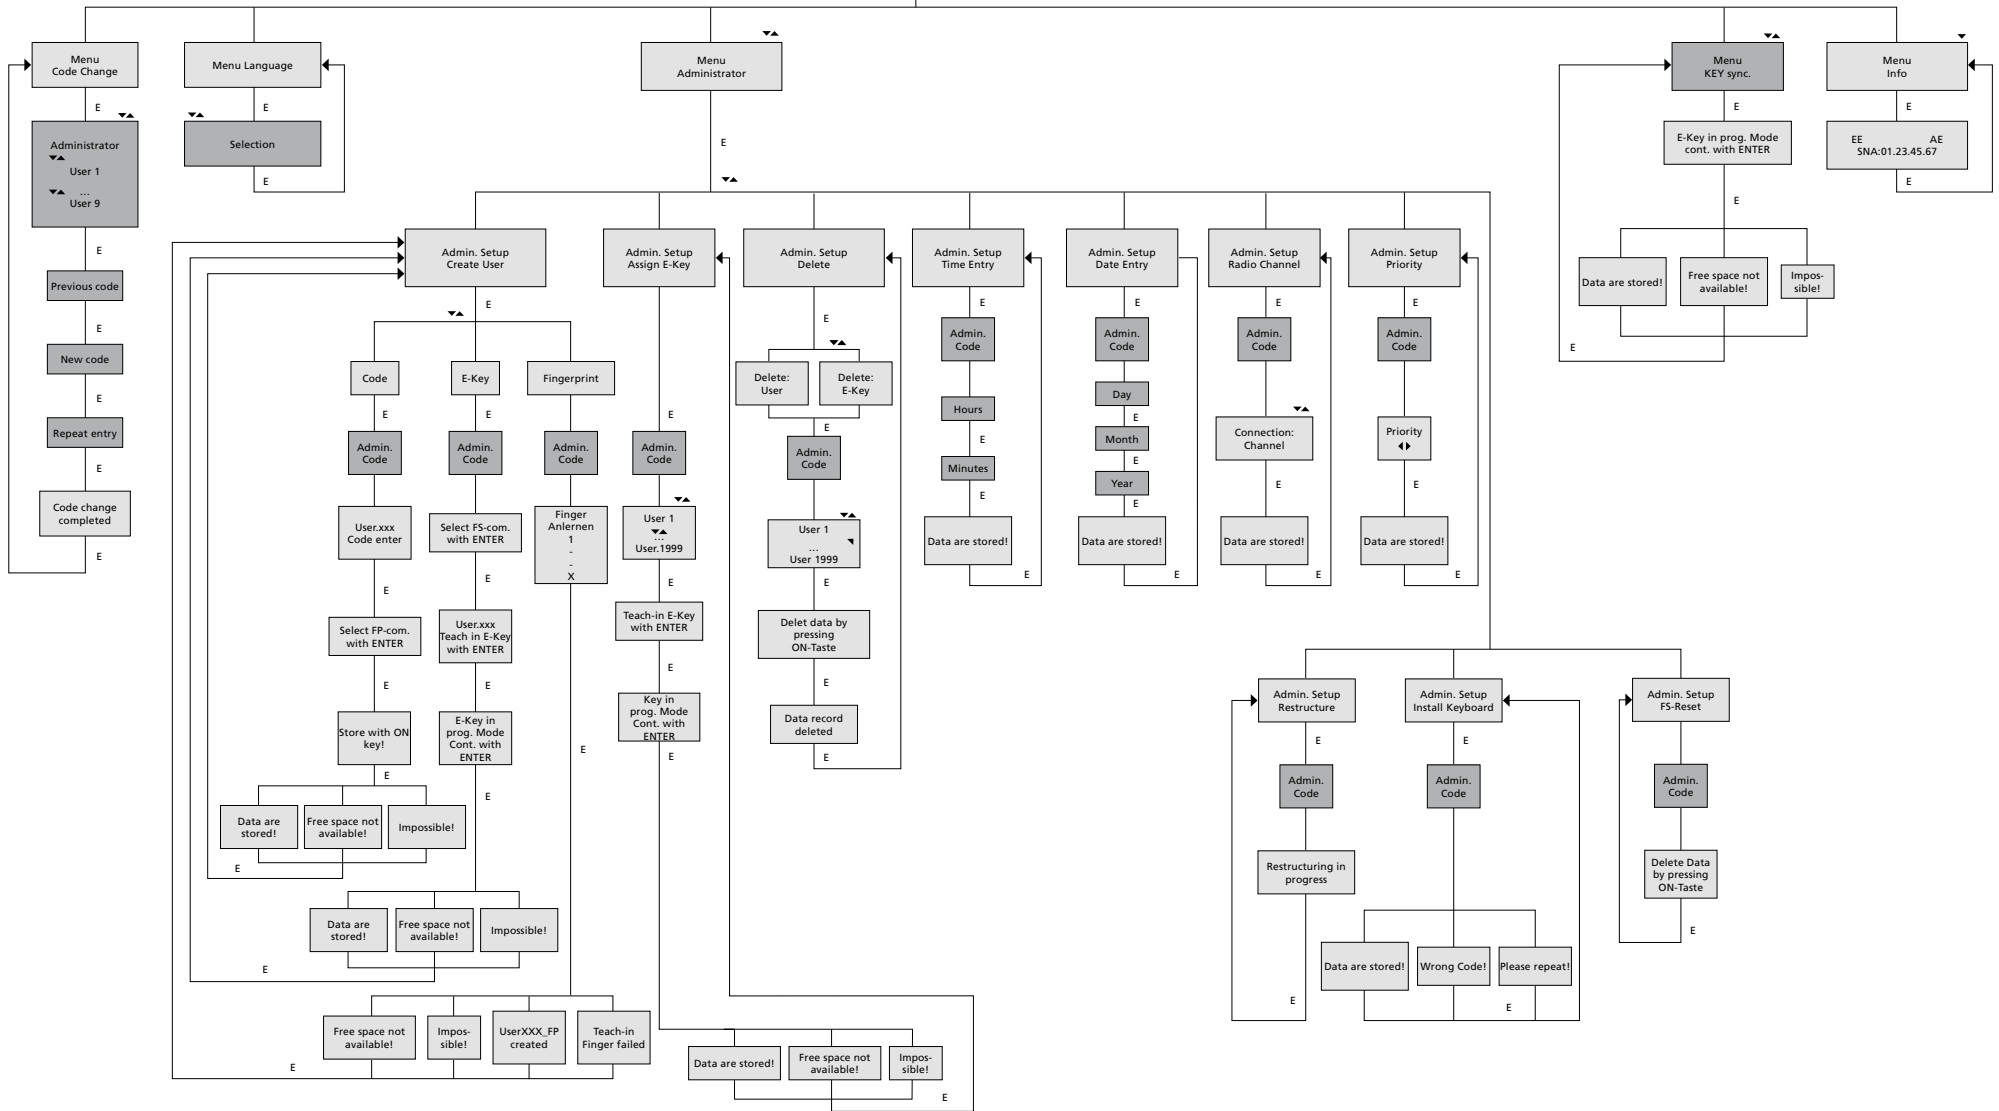 Menu
Code Change
E
Administrator
User 1
...
User 9
E
Previous code
E
New code
E
Repeat entry
E
Code change
completed
E
Menu Language
E
Selection
E
Menu
Administrator
E
Admin. Setup
Create User
E
Code
E
Admin.
Code
User.xxx
Code enter
E
Select FP-com.
with ENTER
E
Store with ON
key!
E
Data are
stored!
Free space not
available!
Impossible!
E
E-Key
E
Admin.
Code
Select FS-com.
with ENTER
E
User.xxx
Teach in E-Key
with ENTER
E
E-Key in
prog. Mode
Cont. with
ENTER
E
Data are
stored!
Free space not
available!
Impossible!
E
Fingerprint
Admin.
Code
Finger
Anlernen
1
-
-
X
E
Free space not
available!
Impos-
sible!
UserXXX_FP
created
Teach-in
Finger failed
E
Admin. Setup
Assign E-Key
E
Admin.
Code
User 1
...
User.1999
E
Teach-in E-Key
with ENTER
E
Key in
prog. Mode
Cont. with
ENTER
E
Data are stored!
Free space not
available!
Impos-
sible!
E
Admin. Setup
Delete
E
Delete:
User
Delete:
E-Key
E
Admin.
Code
User 1
...
User 1999
E
Delet data by
pressing
ON-Taste
E
Data record
deleted
E
Admin. Setup
Time Entry
E
Admin.
Code
Hours
E
Minutes
E
Data are stored!
E
Admin. Setup
Date Entry
E
Admin.
Code
Day
E
Month
E
Year
E
Data are stored!
E
Admin. Setup
Radio Channel
E
Admin.
Code
Connection:
Channel
E
Data are stored!
E
Admin. Setup
Priority
E
Admin.
Code
Priority
E
Data are stored!
E
Admin. Setup
Restructure
E
Admin.
Code
Restructuring in
progress
E
Admin. Setup
Install Keyboard
E
Admin.
Code
Data are stored!
Wrong Code!
Please repeat!
E
Admin. Setup
FS-Reset
Admin.
Code
Delete Data
by pressing
ON-Taste
E
Menu
KEY sync.
E
E-Key in prog. Mode
cont. with ENTER
E
Data are stored!
Free space not
available!
Impos-
sible!
E
Menu
Info
E
EE AE
SNA:01.23.45.67
E